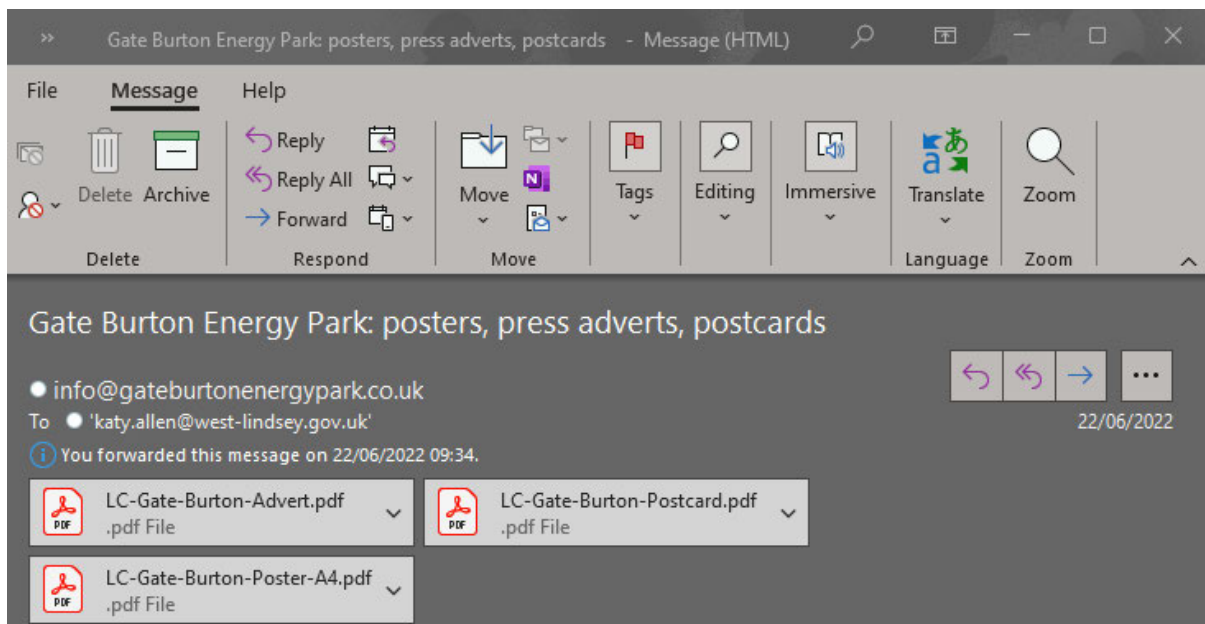 Gate Burton Energy Park: posters, press adverts, postcards - Message (HTML)
File Message Help
Delete Archive
Reply
Reply All
Forward
Move
Tags
Editing
Immersive
Translate
Zoom
Delete Respond Move Language Zoom
Gate Burton Energy Park: posters, press adverts, postcards
info@gateburtonenergypark.co.uk
To 'katy.allen@west-lindsey.gov.uk'
22/06/2022
You forwarded this message on 22/06/2022 09:34.
LC-Gate-Burton-Advert.pdf
.pdf File
LC-Gate-Burton-Postcard.pdf
.pdf File
LC-Gate-Burton-Poster-A4.pdf
.pdf File